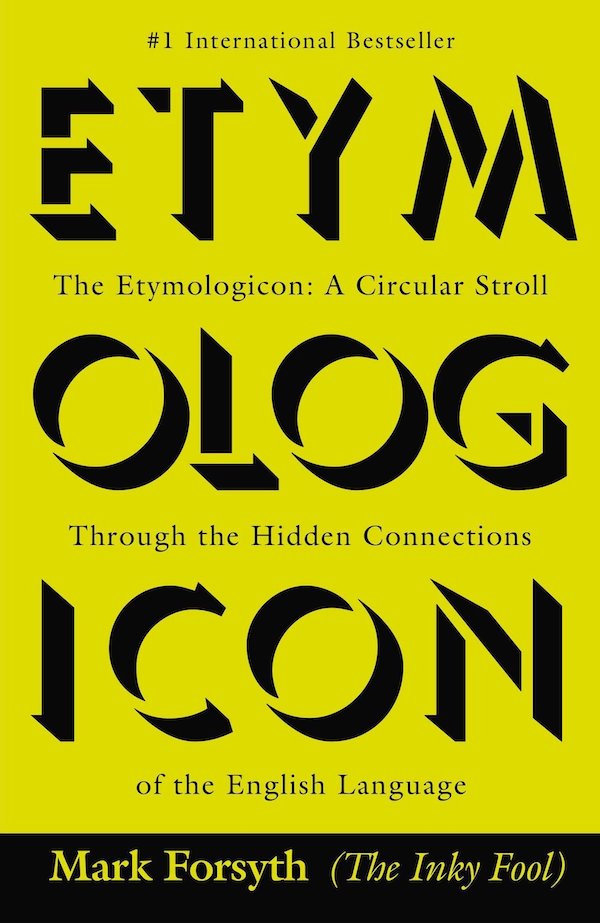 #1 International Bestseller
ETYM
The Etymologicon: A Circular Stroll
OLOG
Through the Hidden Connections
ICON
of the English Language
Mark Forsyth (The Inky Fool)